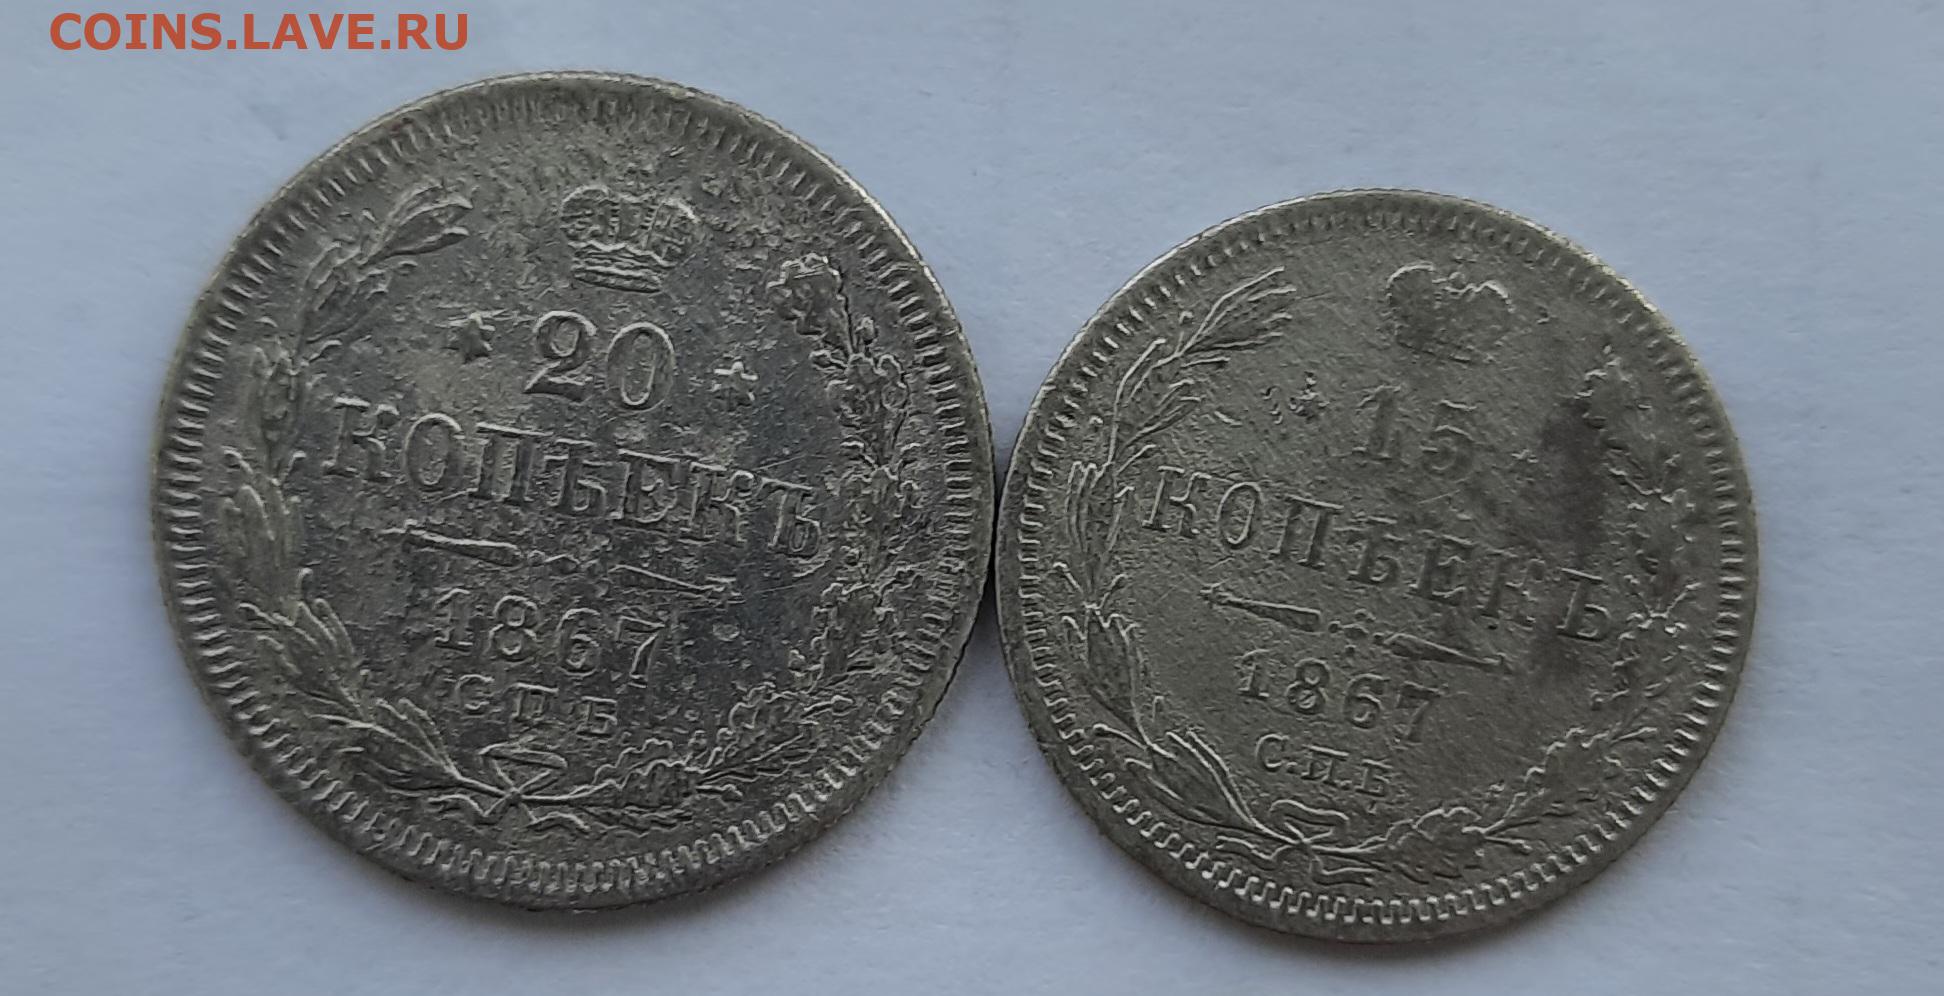 COINS.LAVE.RU
20
КОПѢЕКЪ
1867
СПБ
15
КОПѢЕКЪ
1867
С.П.Б.